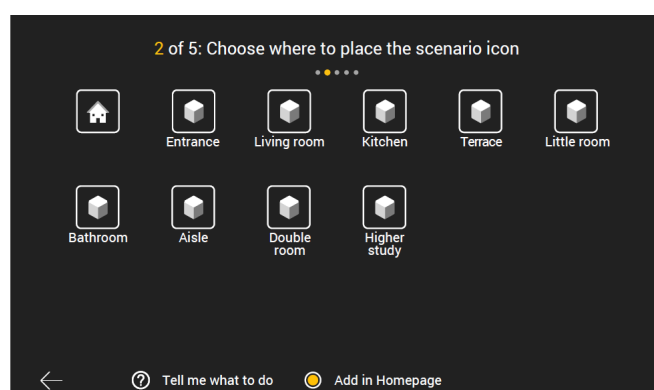 2 of 5: Choose where to place the scenario icon
Entrance
Living room
Kitchen
Terrace
Little room
Bathroom
Aisle
Double
room
Higher
study
? Tell me what to do
Add in Homepage